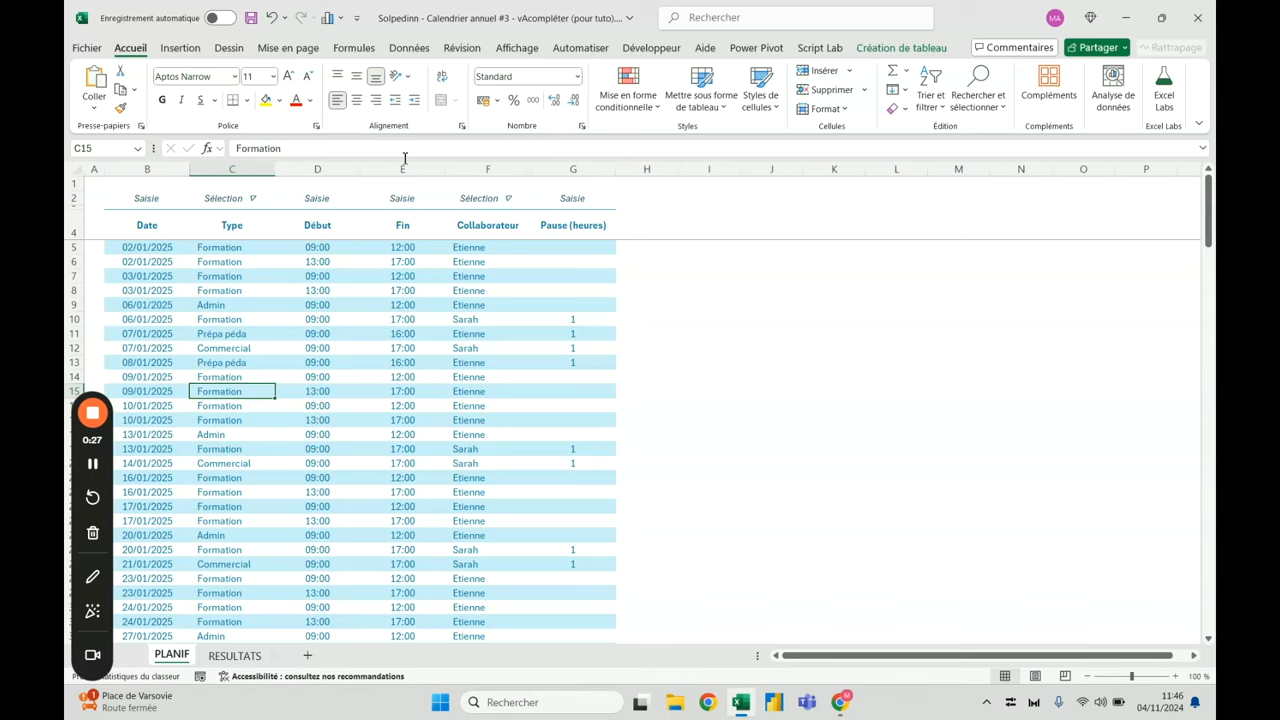 Enregistrement automatique
Solpedinn - Calendrier annuel #3 - vAcompléter (pour tuto)....
Rechercher
MA
Fichier Accueil Insertion Dessin Mise en page Formules Données Révision Affichage Automatiser Développeur Aide Power Pivot Script Lab Création de tableau
Commentaires Partager Rattrapage
Coller
Presse-papiers
Aptos Narrow 11
G I S
Police
Alignement
Standard
% 000
Nombre
Mise en forme conditionnelle
Mettre sous forme de tableau
Styles de cellules
Styles
Insérer
Supprimer
Format
Cellules
Trier et filtrer
Rechercher et sélectionner
Édition
Compléments
Compléments
Analyse de données
Excel Labs
Excel Labs
C15 fx Formation
A B C D E F G H I J K L M N O P
1
2 Saisie Sélection Saisie Saisie Sélection Saisie
4 Date Type Début Fin Collaborateur Pause (heures)
5 02/01/2025 Formation 09:00 12:00 Etienne
6 02/01/2025 Formation 13:00 17:00 Etienne
7 03/01/2025 Formation 09:00 12:00 Etienne
8 03/01/2025 Formation 13:00 17:00 Etienne
9 06/01/2025 Admin 09:00 12:00 Etienne
10 06/01/2025 Formation 09:00 17:00 Sarah 1
11 07/01/2025 Prépa péda 09:00 16:00 Etienne 1
12 07/01/2025 Commercial 09:00 17:00 Sarah 1
13 08/01/2025 Prépa péda 09:00 16:00 Etienne 1
14 09/01/2025 Formation 09:00 12:00 Etienne
15 09/01/2025 Formation 13:00 17:00 Etienne
10/01/2025 Formation 09:00 12:00 Etienne
10/01/2025 Formation 13:00 17:00 Etienne
13/01/2025 Admin 09:00 12:00 Etienne
13/01/2025 Formation 09:00 17:00 Sarah 1
14/01/2025 Commercial 09:00 17:00 Sarah 1
16/01/2025 Formation 09:00 12:00 Etienne
16/01/2025 Formation 13:00 17:00 Etienne
17/01/2025 Formation 09:00 12:00 Etienne
17/01/2025 Formation 13:00 17:00 Etienne
20/01/2025 Admin 09:00 12:00 Etienne
20/01/2025 Formation 09:00 17:00 Sarah 1
21/01/2025 Commercial 09:00 17:00 Sarah 1
23/01/2025 Formation 09:00 12:00 Etienne
23/01/2025 Formation 13:00 17:00 Etienne
24/01/2025 Formation 09:00 12:00 Etienne
24/01/2025 Formation 13:00 17:00 Etienne
27/01/2025 Admin 09:00 12:00 Etienne
0:27
PLANIF RESULTATS
statistiques du classeur
Accessibilité : consultez nos recommandations
100 %
1
Place de Varsovie
Route fermée
Rechercher
11:46
04/11/2024